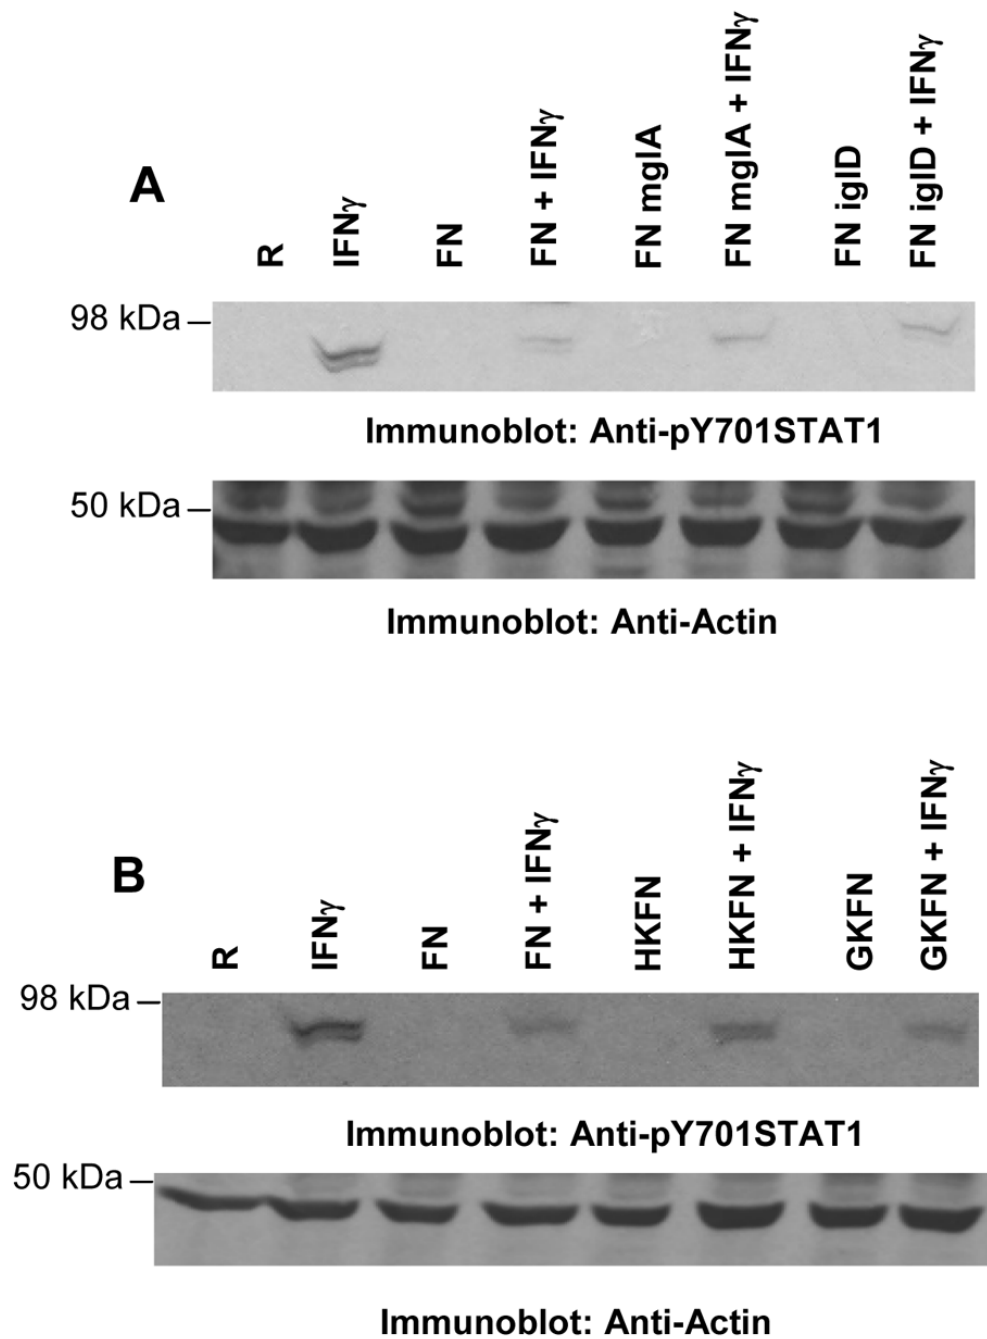 A
R
IFNγ
FN
FN + IFNγ
FN mglA
FN mglA + IFNγ
FN iglD
FN iglD + IFNγ
98 kDa
Immunoblot: Anti-pY701STAT1
50 kDa
Immunoblot: Anti-Actin
B
R
IFNγ
FN
FN + IFNγ
HKFN
HKFN + IFNγ
GKFN
GKFN + IFNγ
98 kDa
Immunoblot: Anti-pY701STAT1
50 kDa
Immunoblot: Anti-Actin